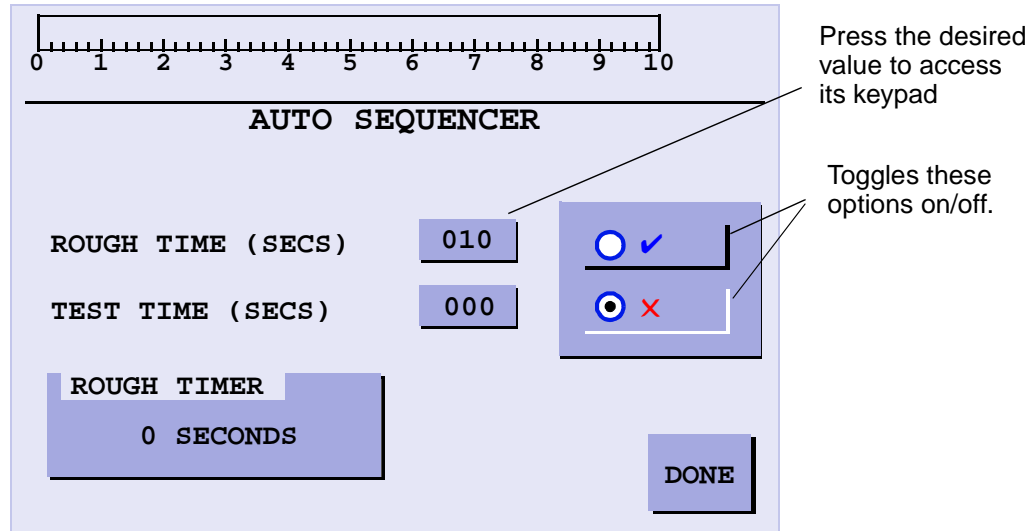 0 1 2 3 4 5 6 7 8 9 10
Press the desired
value to access
its keypad
AUTO SEQUENCER
Toggles these
options on/off.
ROUGH TIME (SECS) 010
TEST TIME (SECS) 000
ROUGH TIMER
0 SECONDS
DONE